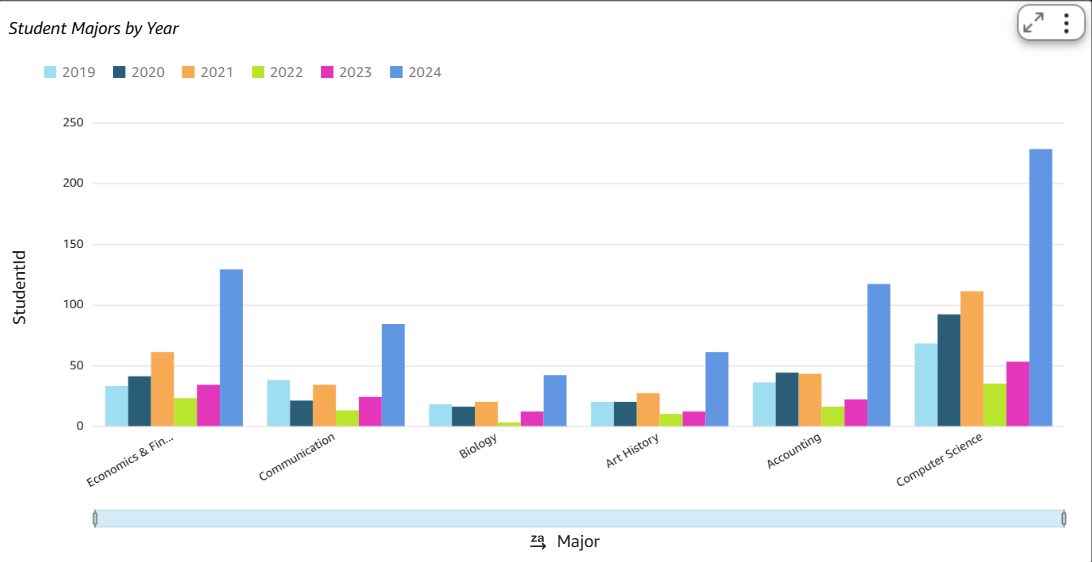 Student Majors by Year
2019 2020 2021 2022 2023 2024
250
200
150
100
50
0
StudentId
Economics & Fin...
Communication
Biology
Art History
Accounting
Computer Science
za Major